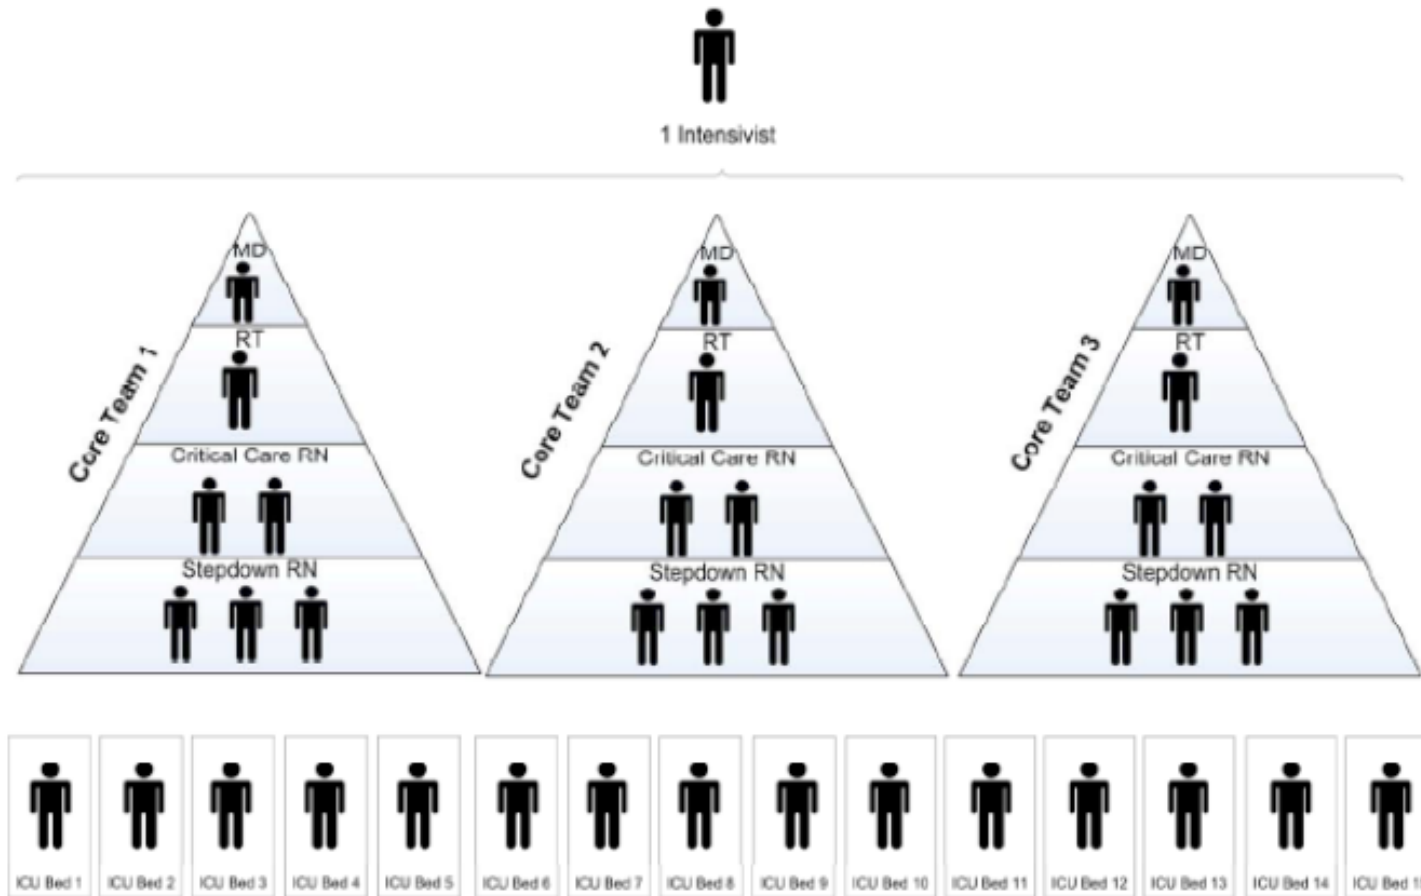 1 Intensivist
MD
RT
Critical Care RN
Stepdown RN
Core Team 1
MD
RT
Critical Care RN
Stepdown RN
Core Team 2
MD
RT
Critical Care RN
Stepdown RN
Core Team 3
ICU Bed 1
ICU Bed 2
ICU Bed 3
ICU Bed 4
ICU Bed 5
ICU Bed 6
ICU Bed 7
ICU Bed 8
ICU Bed 9
ICU Bed 10
ICU Bed 11
ICU Bed 12
ICU Bed 13
ICU Bed 14
ICU Bed